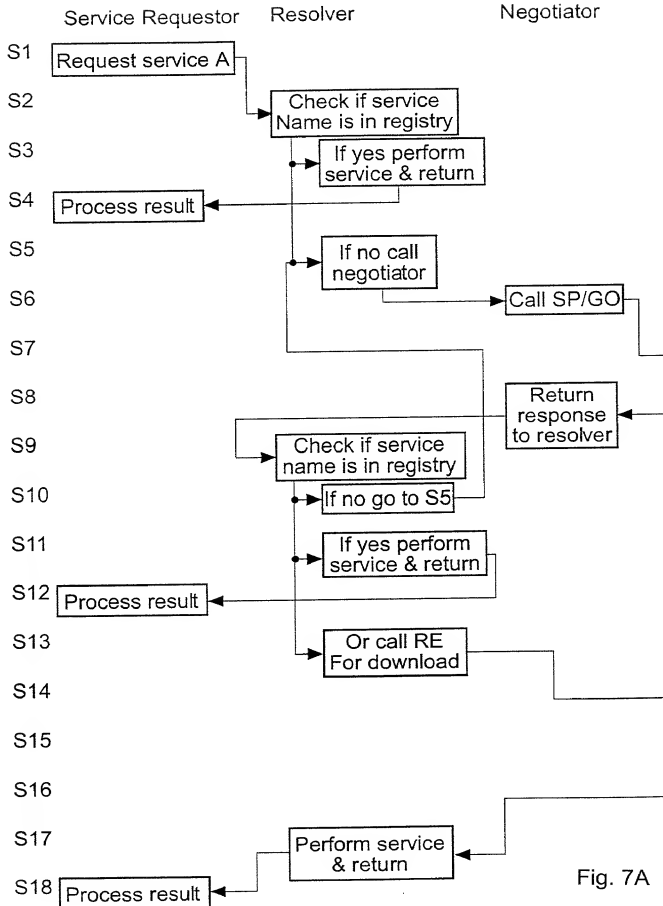 Service Requestor Resolver Negotiator
S1
Request service A
S2
Check if service
Name is in registry
S3
If yes perform
service & return
S4
Process result
S5
If no call
negotiator
S6
Call SP/GO
S7
S8
Return
response
to resolver
S9
Check if service
name is in registry
S10
If no go to S5
S11
If yes perform
service & return
S12
Process result
S13
Or call RE
For download
S14
S15
S16
S17
Perform service
& return
S18
Process result
Fig. 7A